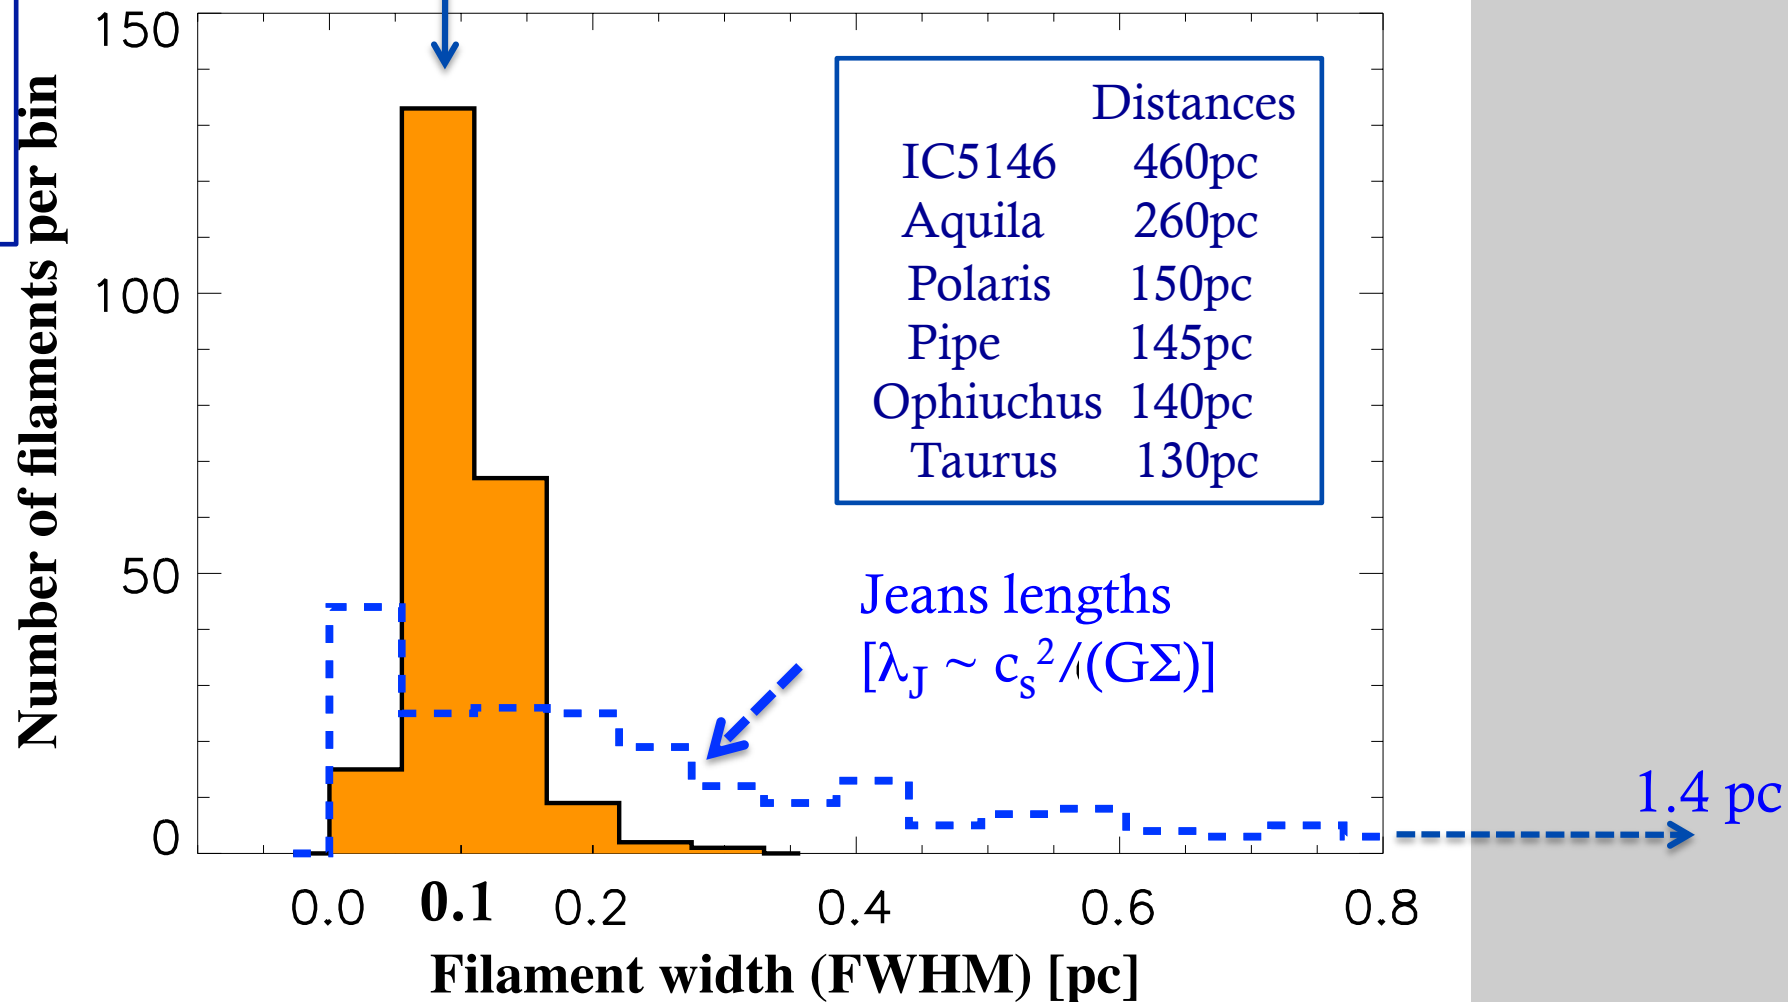 Number of filaments per bin
150
100
50
0
Distances
IC5146 460pc
Aquila 260pc
Polaris 150pc
Pipe 145pc
Ophiuchus 140pc
Taurus 130pc
Jeans lengths
[λJ ~ cs²/(GΣ)]
1.4 pc
0.0 0.1 0.2 0.4 0.6 0.8
Filament width (FWHM) [pc]